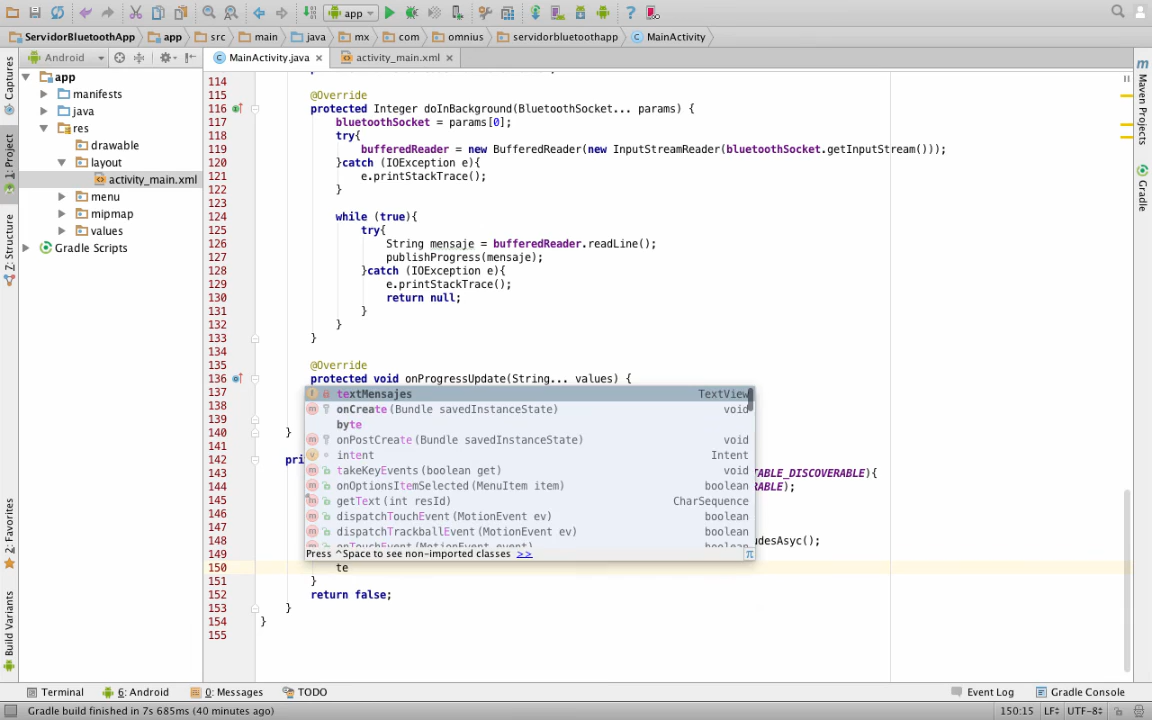 app
ServidorBluetoothApp app src main java mx com omnius servidorbluetoothapp MainActivity
Android
MainActivity.java
activity_main.xml
Captures
1: Project
7: Structure
2: Favorites
Build Variants
Maven Projects
Gradle
app
manifests
java
res
drawable
layout
activity_main.xml
menu
mipmap
values
Gradle Scripts
114
115 @Override
116 protected Integer doInBackground(BluetoothSocket... params) {
117 bluetoothSocket = params[0];
118 try{
119 bufferedReader = new BufferedReader(new InputStreamReader(bluetoothSocket.getInputStream()));
120 }catch (IOException e){
121 e.printStackTrace();
122 }
123
124 while (true){
125 try{
126 String mensaje = bufferedReader.readLine();
127 publishProgress(mensaje);
128 }catch (IOException e){
129 e.printStackTrace();
130 return null;
131 }
132 }
133 }
134
135 @Override
136 protected void onProgressUpdate(String... values) {
137
138
139
140 }
141
142 pri
143 TABLE_DISCOVERABLE){
144 RABLE);
145
146
147
148 udesAsyc();
149
150 te
151 }
152 return false;
153 }
154 }
155
textMensajes TextView
onCreate(Bundle savedInstanceState) void
byte
onPostCreate(Bundle savedInstanceState) void
intent Intent
takeKeyEvents(boolean get) void
onOptionsItemSelected(MenuItem item) boolean
getText(int resId) CharSequence
dispatchTouchEvent(MotionEvent ev) boolean
dispatchTrackballEvent(MotionEvent ev) boolean
onTouchEvent(MotionEvent event) boolean
Press ^Space to see non-imported classes >>
Terminal 6: Android 0: Messages TODO Event Log Gradle Console
Gradle build finished in 7s 685ms (40 minutes ago) 150:15 LF UTF-8